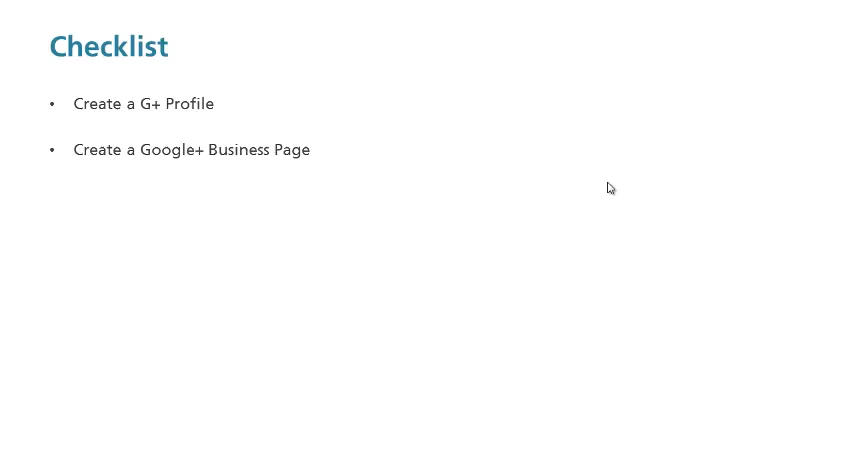 Checklist
• Create a G+ Profile
• Create a Google+ Business Page